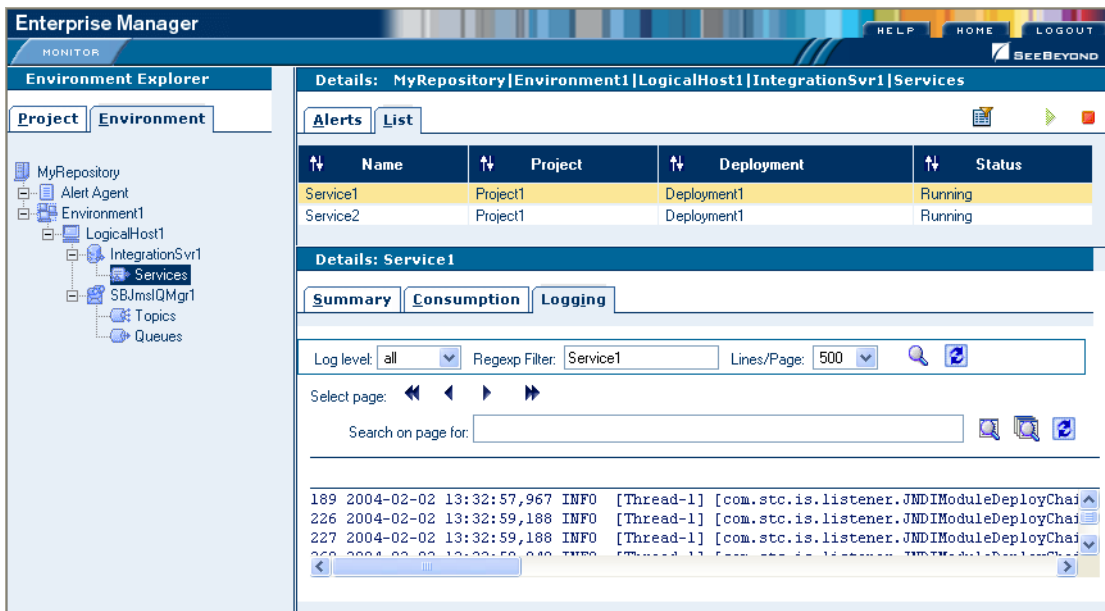 Enterprise Manager
HELP HOME LOGOUT
MONITOR
SEEBEYOND
Environment Explorer
Details: MyRepository|Environment1|LogicalHost1|IntegrationSvr1|Services
Project Environment
Alerts List
Name Project Deployment Status
Service1 Project1 Deployment1 Running
Service2 Project1 Deployment1 Running
MyRepository
Alert Agent
Environment1
LogicalHost1
IntegrationSvr1
Services
SBJmsIQMgr1
Topics
Queues
Details: Service1
Summary Consumption Logging
Log level: all Regexp Filter: Service1 Lines/Page: 500
Select page:
Search on page for:
189 2004-02-02 13:32:57,967 INFO [Thread-1] [com.stc.is.listener.JNDIModuleDeployChai
226 2004-02-02 13:32:59,188 INFO [Thread-1] [com.stc.is.listener.JNDIModuleDeployChai
227 2004-02-02 13:32:59,188 INFO [Thread-1] [com.stc.is.listener.JNDIModuleDeployChai